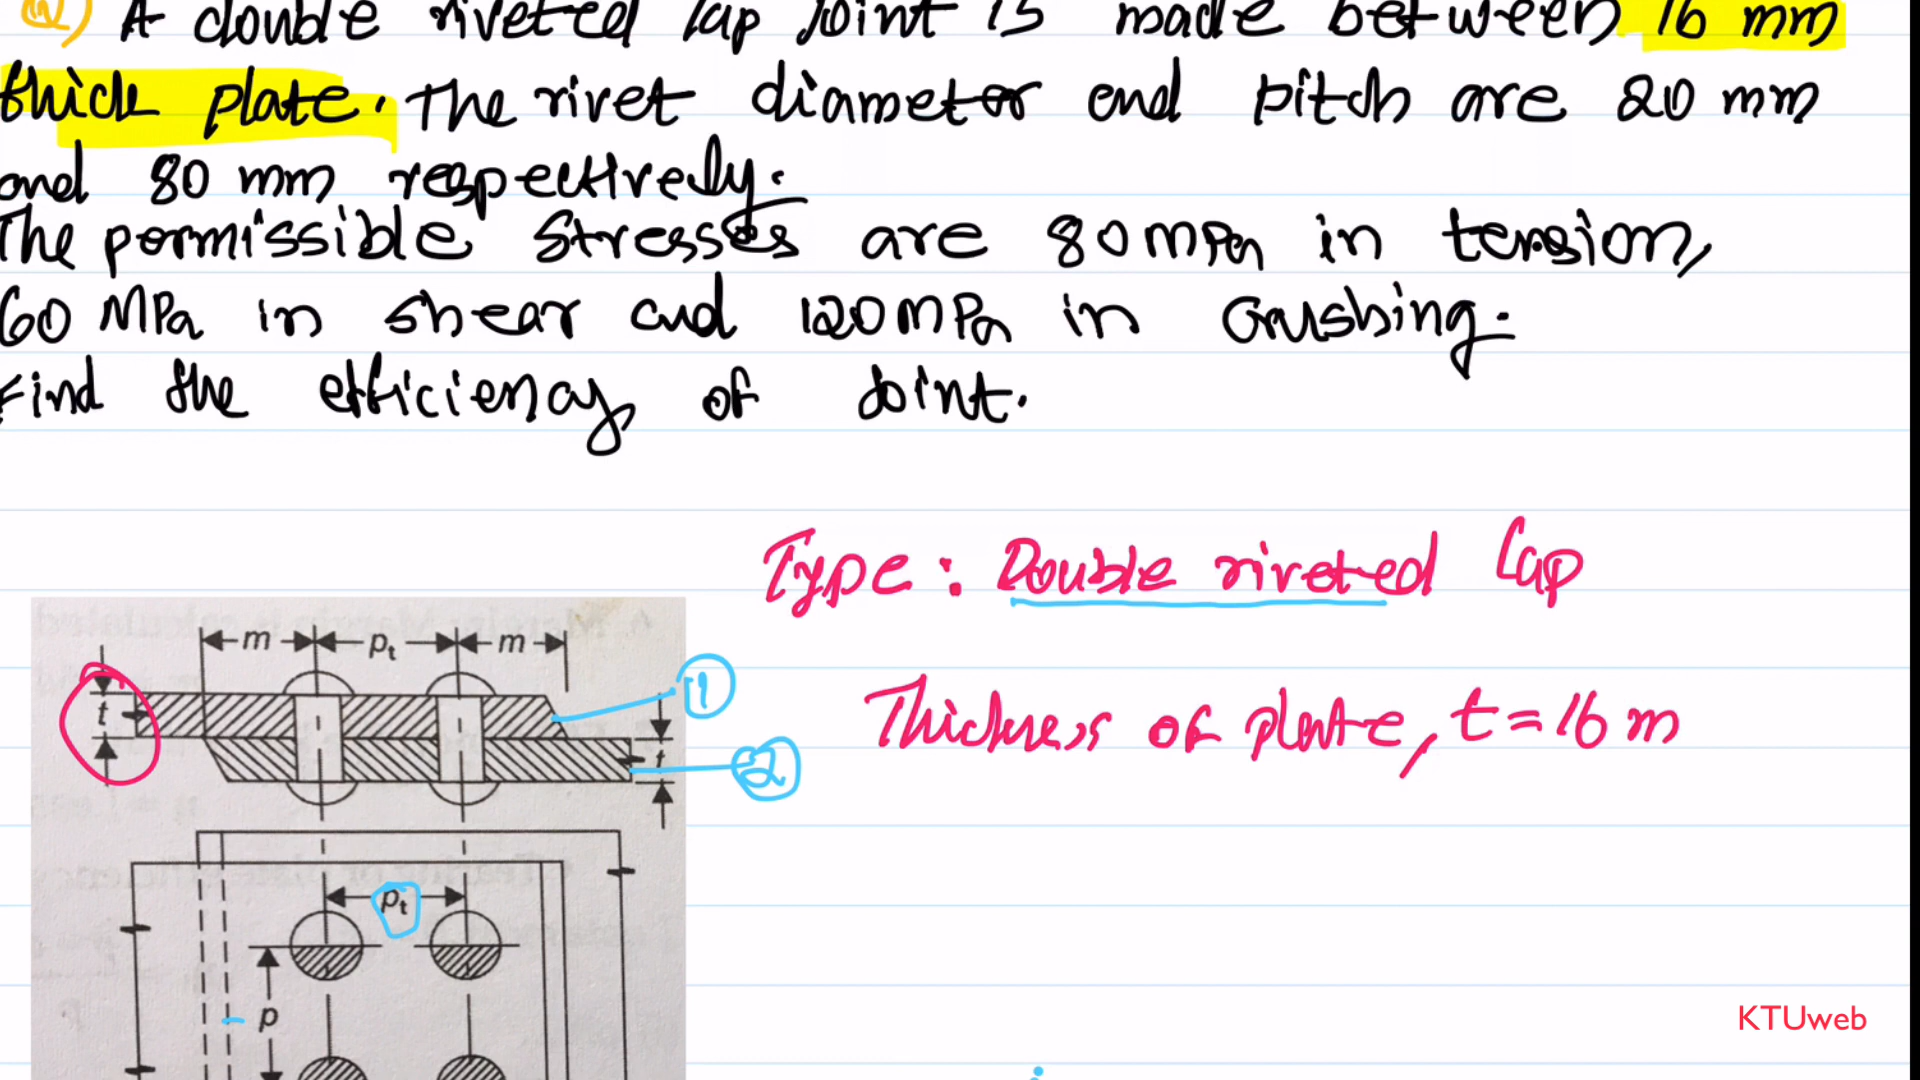 Q) A double riveted lap joint is made between 16 mm
thick plate. The rivet diameter and pitch are 20 mm
and 80 mm respectively.
The permissible stresses are 80 MPa in tension,
60 MPa in shear and 120 MPa in crushing.
Find the efficiency of Joint.
Type: Double riveted Lap
m pt m
t
1
Thickness of plate, t = 16 m
2
t
pt
p
KTUweb